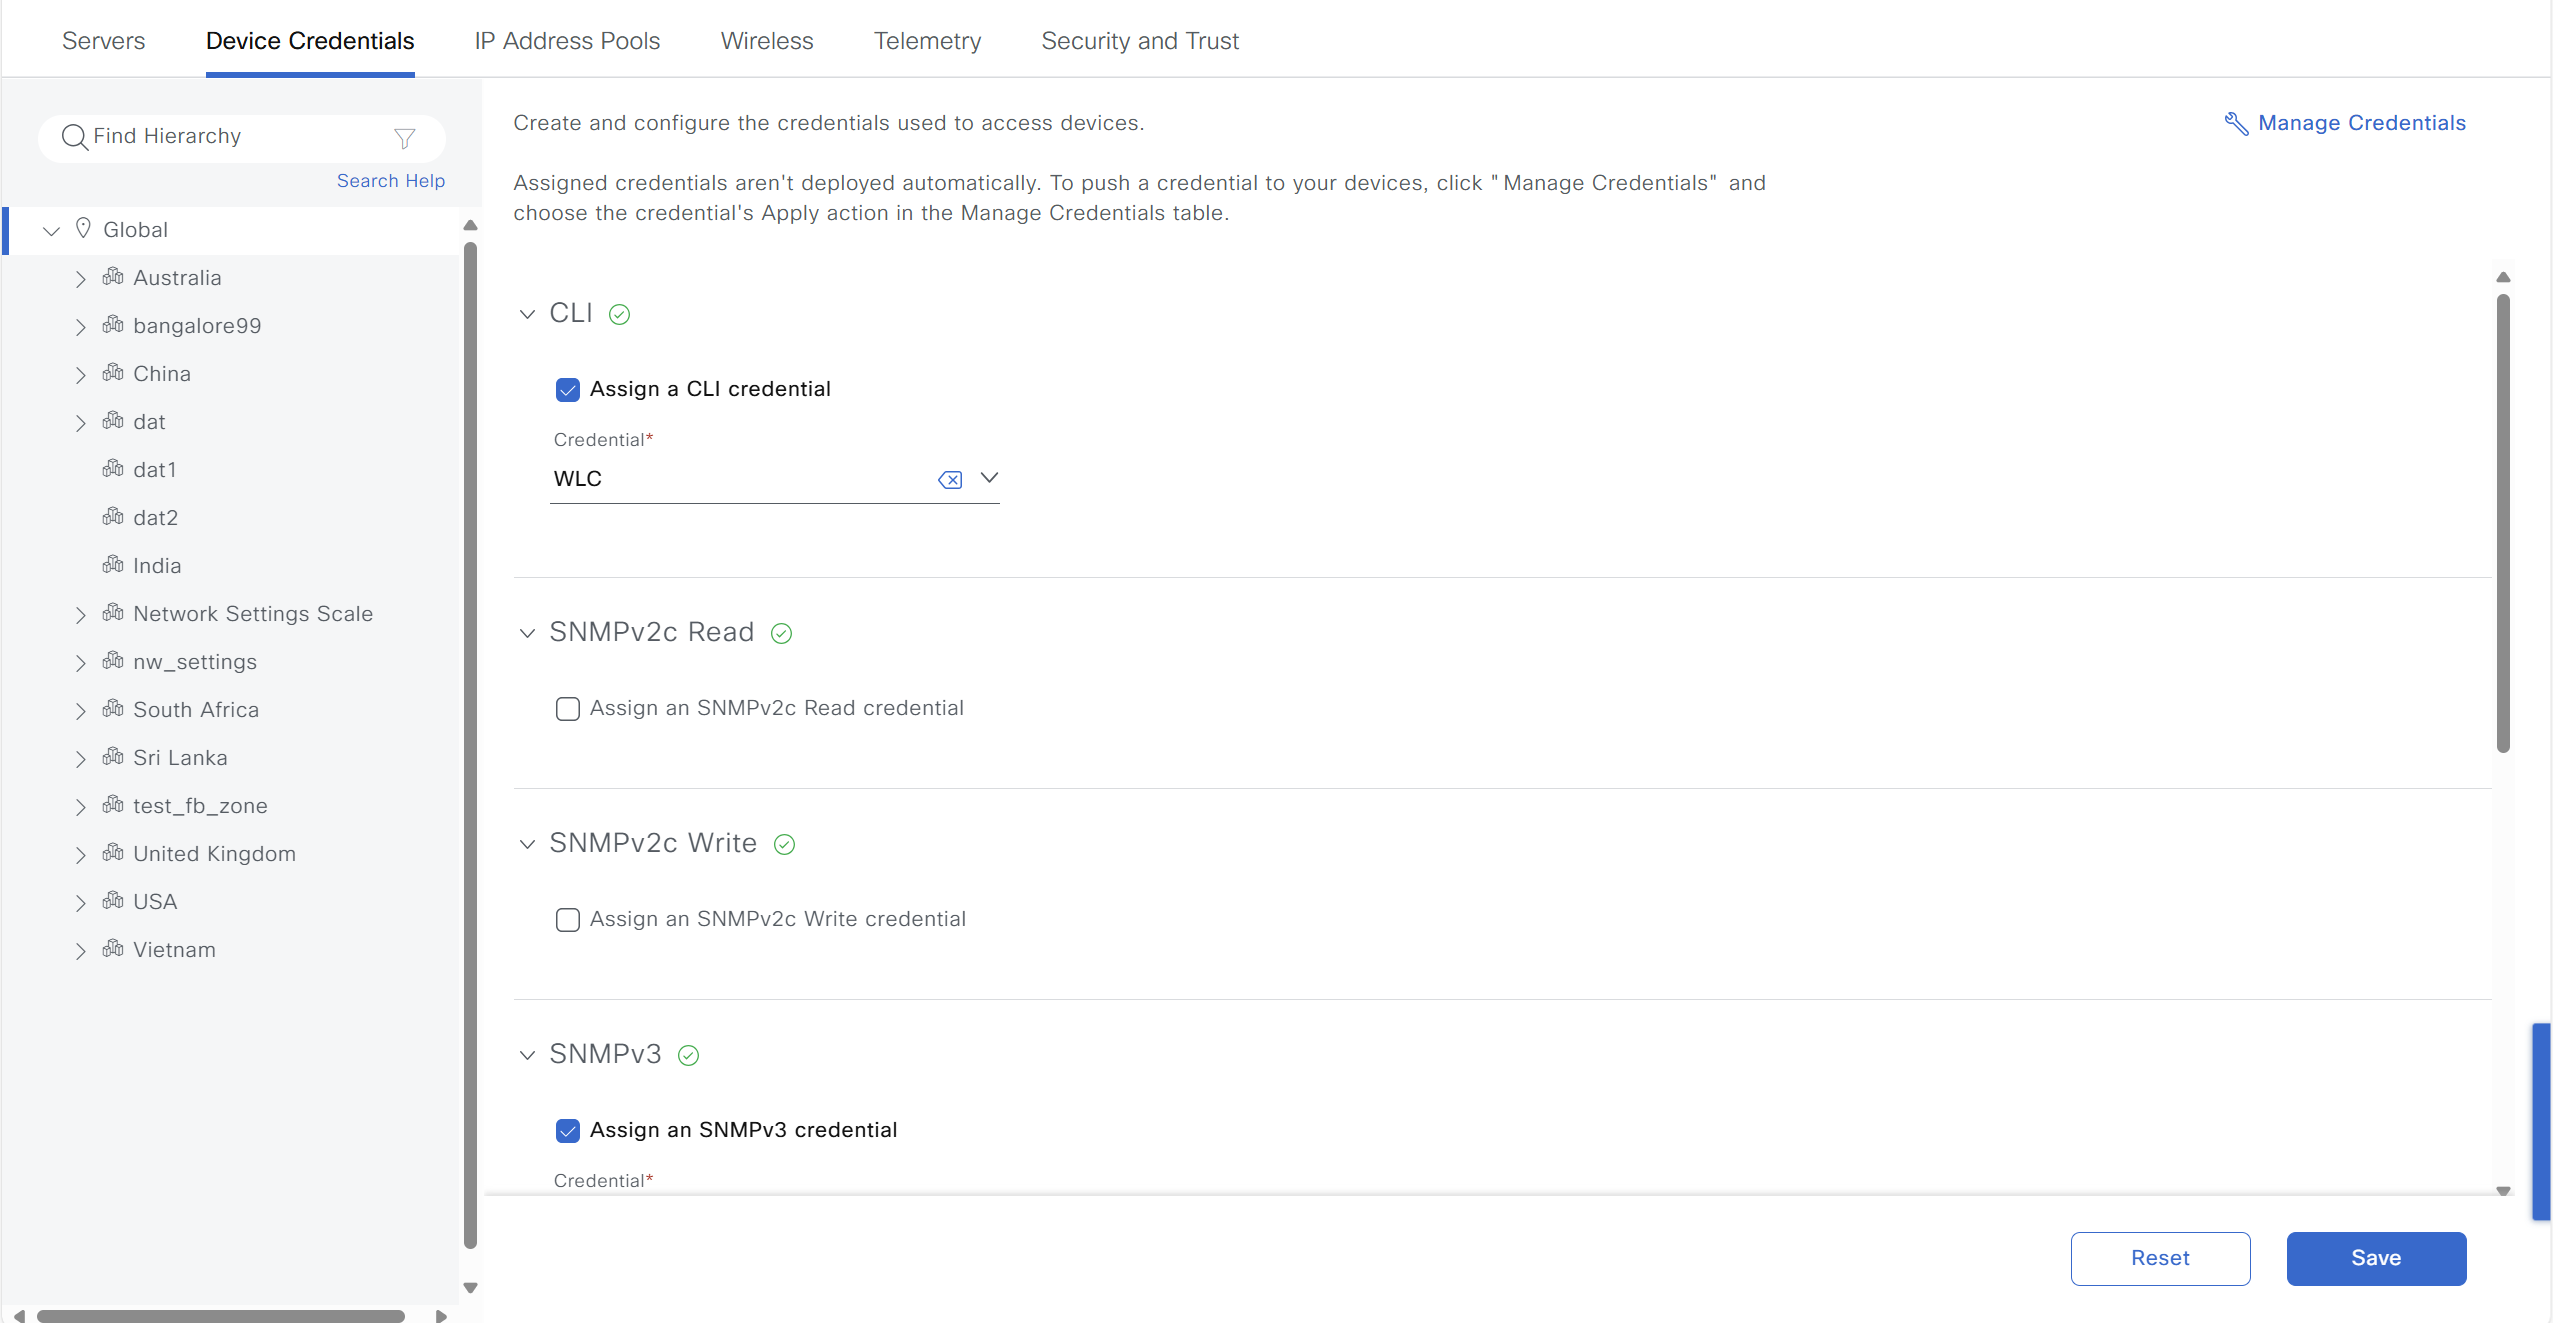 Servers
Device Credentials
IP Address Pools
Wireless
Telemetry
Security and Trust
Find Hierarchy
Search Help
Global
Australia
bangalore99
China
dat
dat1
dat2
India
Network Settings Scale
nw_settings
South Africa
Sri Lanka
test_fb_zone
United Kingdom
USA
Vietnam
Create and configure the credentials used to access devices.
Manage Credentials
Assigned credentials aren't deployed automatically. To push a credential to your devices, click "Manage Credentials" and
choose the credential's Apply action in the Manage Credentials table.
CLI
Assign a CLI credential
Credential*
WLC
SNMPv2c Read
Assign an SNMPv2c Read credential
SNMPv2c Write
Assign an SNMPv2c Write credential
SNMPv3
Assign an SNMPv3 credential
Credential*
Reset
Save